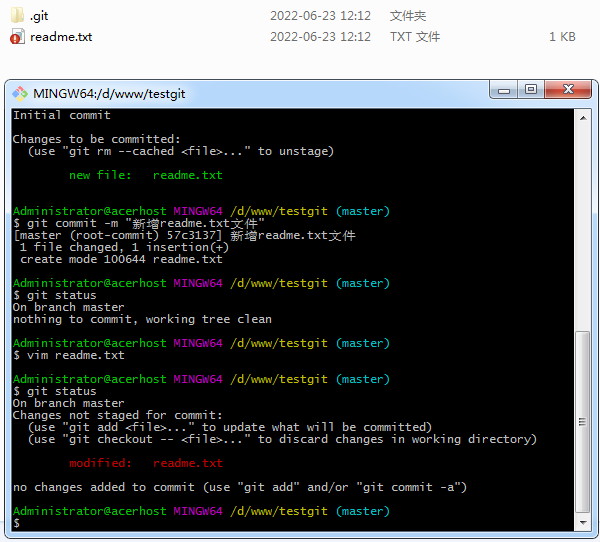 .git 2022-06-23 12:12 文件夹
readme.txt 2022-06-23 12:12 TXT 文件 1 KB
MINGW64:/d/www/testgit
Initial commit
Changes to be committed:
  (use "git rm --cached <file>..." to unstage)
        new file:   readme.txt
Administrator@acerhost MINGW64 /d/www/testgit (master)
$ git commit -m "新增readme.txt文件"
[master (root-commit) 57c3137] 新增readme.txt文件
 1 file changed, 1 insertion(+)
 create mode 100644 readme.txt
Administrator@acerhost MINGW64 /d/www/testgit (master)
$ git status
On branch master
nothing to commit, working tree clean
Administrator@acerhost MINGW64 /d/www/testgit (master)
$ vim readme.txt
Administrator@acerhost MINGW64 /d/www/testgit (master)
$ git status
On branch master
Changes not staged for commit:
  (use "git add <file>..." to update what will be committed)
  (use "git checkout -- <file>..." to discard changes in working directory)
        modified:   readme.txt
no changes added to commit (use "git add" and/or "git commit -a")
Administrator@acerhost MINGW64 /d/www/testgit (master)
$